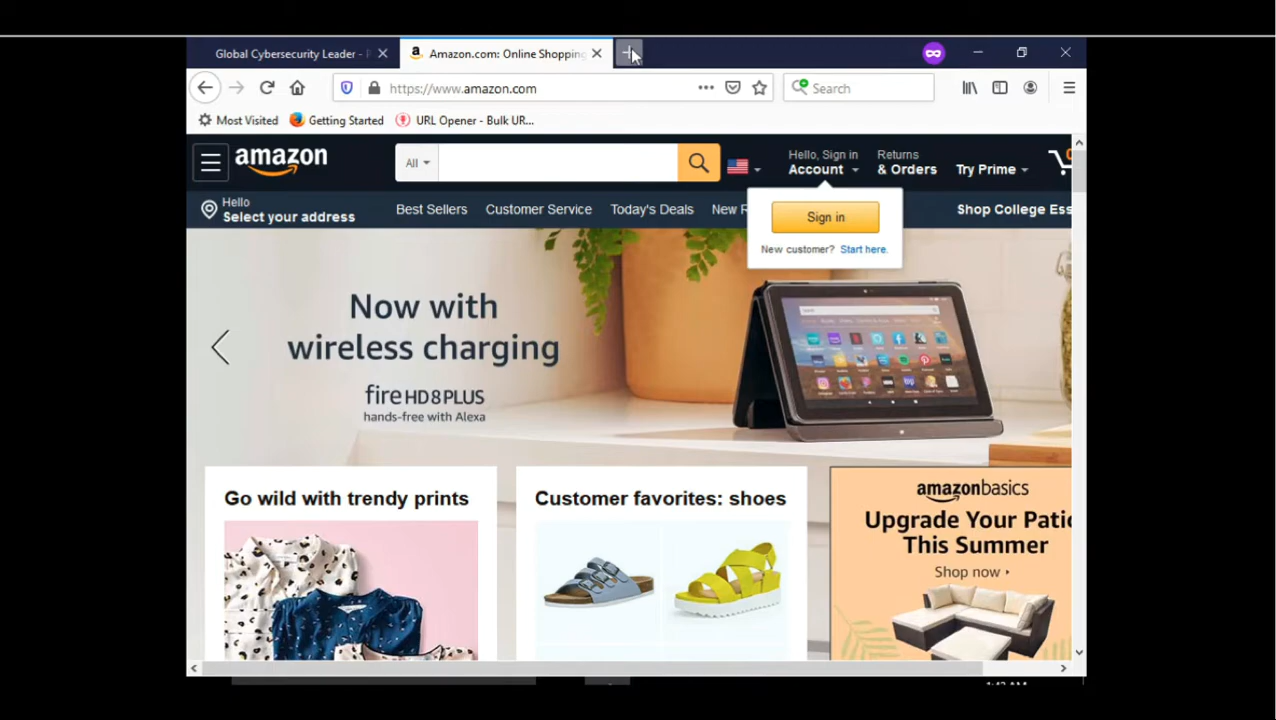 Global Cybersecurity Leader -
Amazon.com: Online Shopping
https://www.amazon.com
Search
Most Visited
Getting Started
URL Opener - Bulk UR...
amazon
All
Hello, Sign in
Account
Returns
& Orders
Try Prime
0
Hello
Select your address
Best Sellers
Customer Service
Today's Deals
New R
Shop College Ess
Sign in
New customer? Start here.
Now with
wireless charging
fire HD 8 PLUS
hands-free with Alexa
Go wild with trendy prints
Customer favorites: shoes
amazonbasics
Upgrade Your Patio
This Summer
Shop now